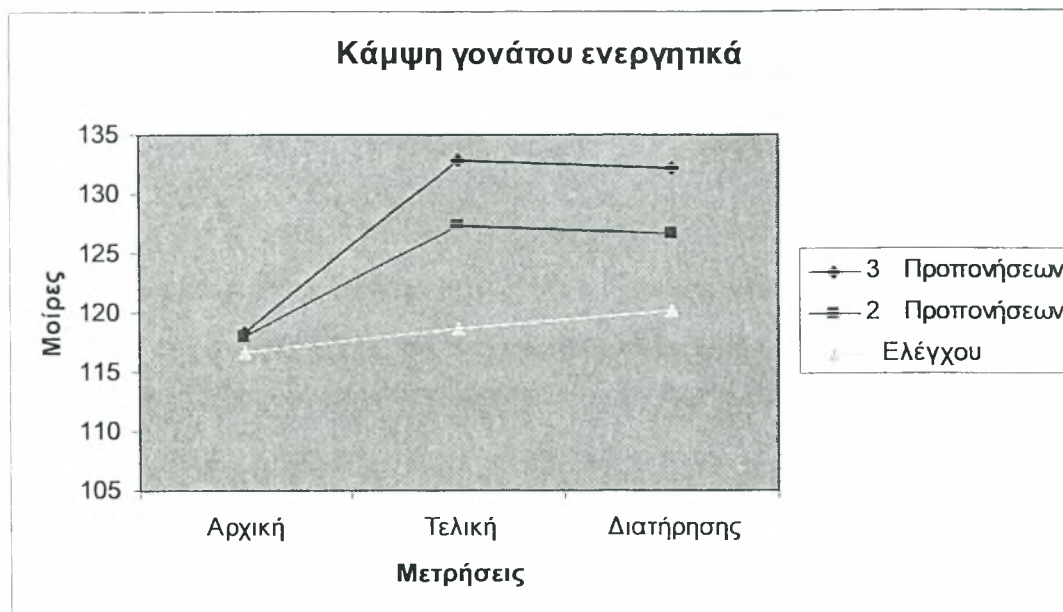 Κάμψη γονάτου ενεργητικά
Μοίρες
135
130
125
120
115
110
105
Αρχική Τελική Διατήρησης
Μετρήσεις
3 Προπονήσεων
2 Προπονήσεων
Ελέγχου